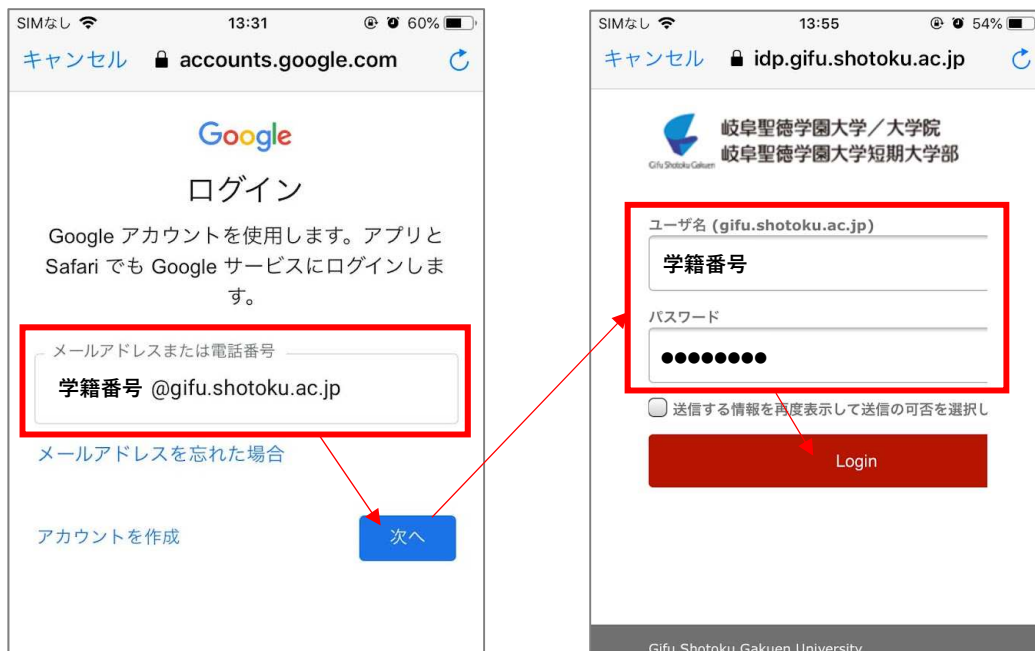 SIMなし 13:31 60%
キャンセル accounts.google.com
Google
ログイン
Google アカウントを使用します。アプリと
Safari でも Google サービスにログインしま
す。
メールアドレスまたは電話番号
学籍番号 @gifu.shotoku.ac.jp
メールアドレスを忘れた場合
アカウントを作成
次へ
SIMなし 13:55 54%
キャンセル idp.gifu.shotoku.ac.jp
岐阜聖徳学園大学／大学院
岐阜聖徳学園大学短期大学部
Gifu Shotoku Gakuen
ユーザ名 (gifu.shotoku.ac.jp)
学籍番号
パスワード
●●●●●●●●
送信する情報を再度表示して送信の可否を選択し
Login
Gifu Shotoku Gakuen University